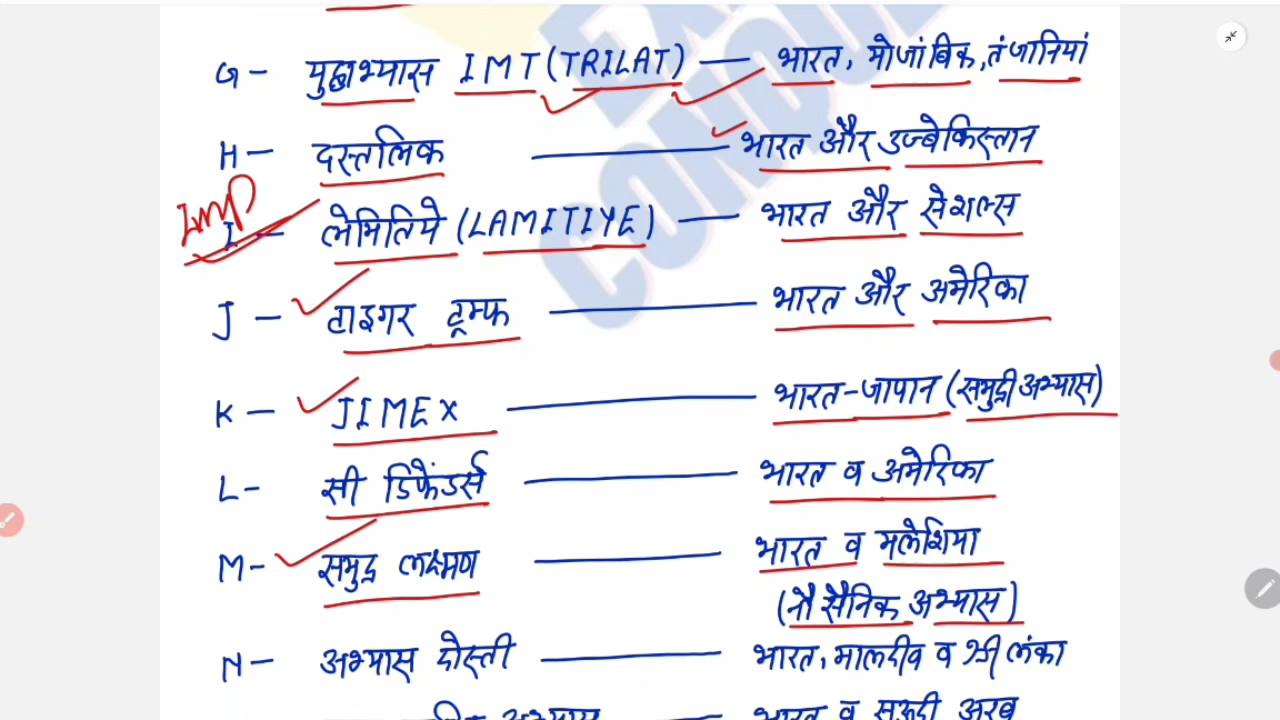 G- युद्धाभ्यास IMT (TRILAT) — भारत, मोजांबिक, तंजानियां
H- दस्तलिक — भारत और उज्बेकिस्तान
Imp
I- लेमितिये (LAMITIYE) — भारत और सेशल्स
J- टाइगर ट्रम्फ — भारत और अमेरिका
K- JIMEX — भारत-जापान (समुद्री अभ्यास)
L- सी डिफेंडर्स — भारत व अमेरिका
M- समुद्र लक्ष्मण — भारत व मलेशिया
(नौ सैनिक अभ्यास)
N- अभ्यास दोस्ती — भारत, मालदीव व श्री लंका
अभ्यास — भारत व सऊदी अरब